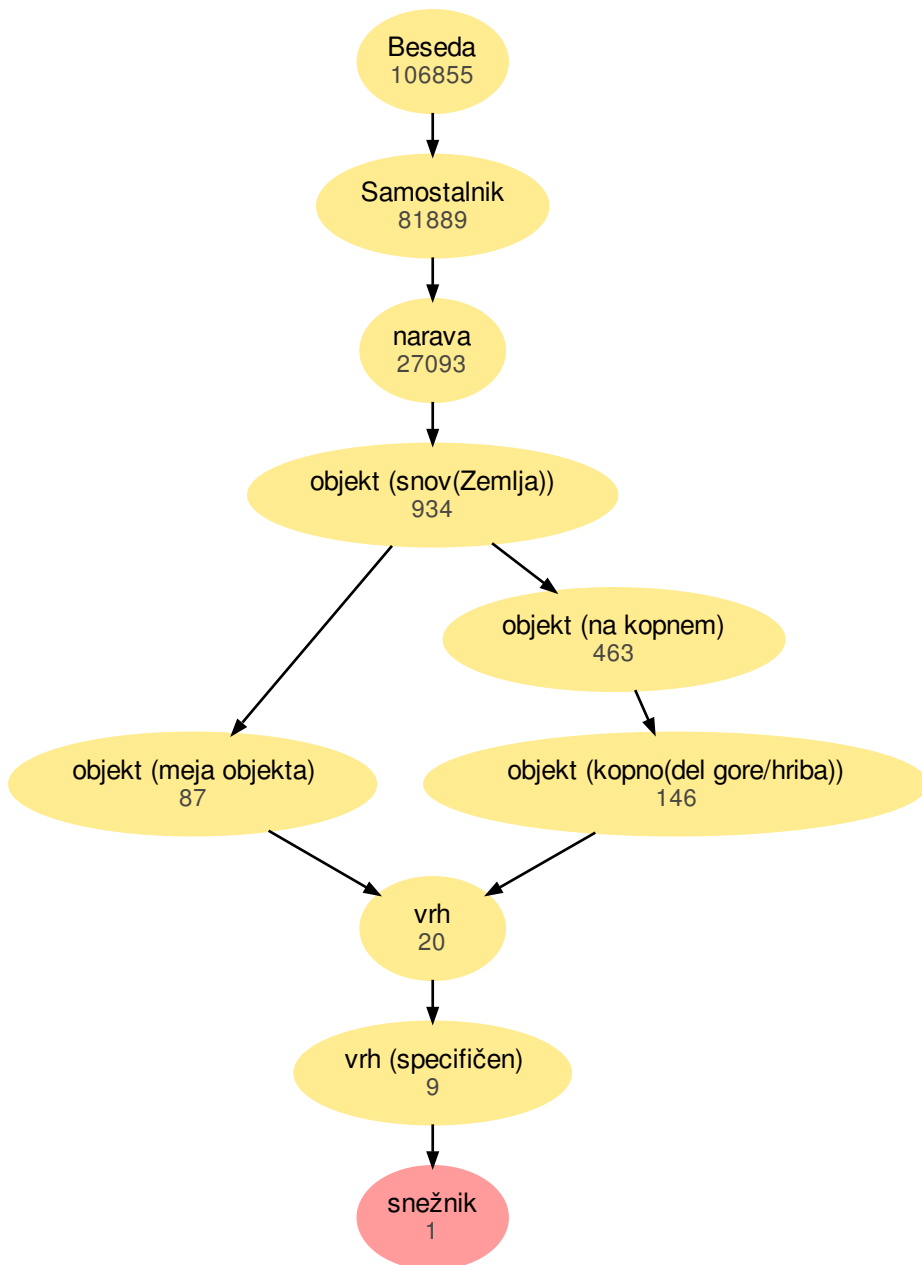 Beseda
106855
Samostalnik
81889
narava
27093
objekt (snov(Zemlja))
934
objekt (na kopnem)
463
objekt (meja objekta)
87
objekt (kopno(del gore/hriba))
146
vrh
20
vrh (specifičen)
9
snežnik
1